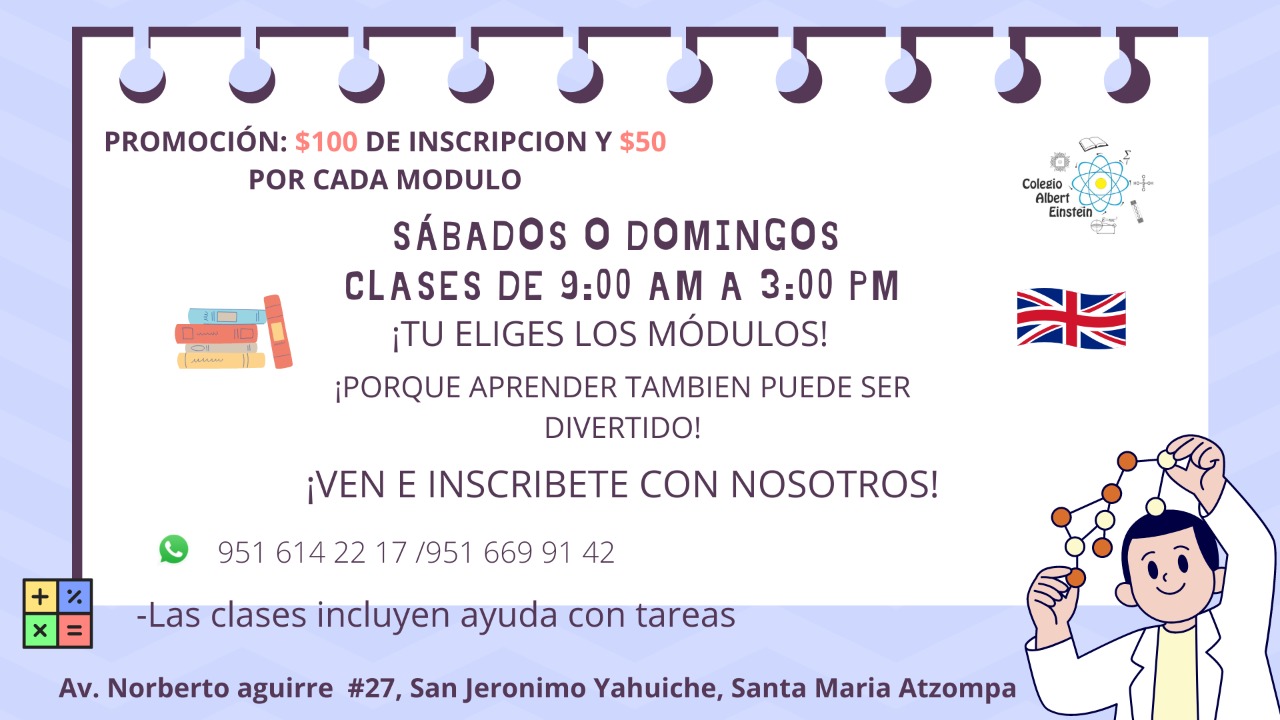 PROMOCIÓN: $100 DE INSCRIPCION Y $50
POR CADA MODULO
Colegio
Albert
Einstein
SÁBADOS O DOMINGOS
CLASES DE 9:00 AM A 3:00 PM
¡TU ELIGES LOS MÓDULOS!
¡PORQUE APRENDER TAMBIEN PUEDE SER
DIVERTIDO!
¡VEN E INSCRIBETE CON NOSOTROS!
951 614 22 17 /951 669 91 42
-Las clases incluyen ayuda con tareas
Av. Norberto aguirre #27, San Jeronimo Yahuiche, Santa Maria Atzompa